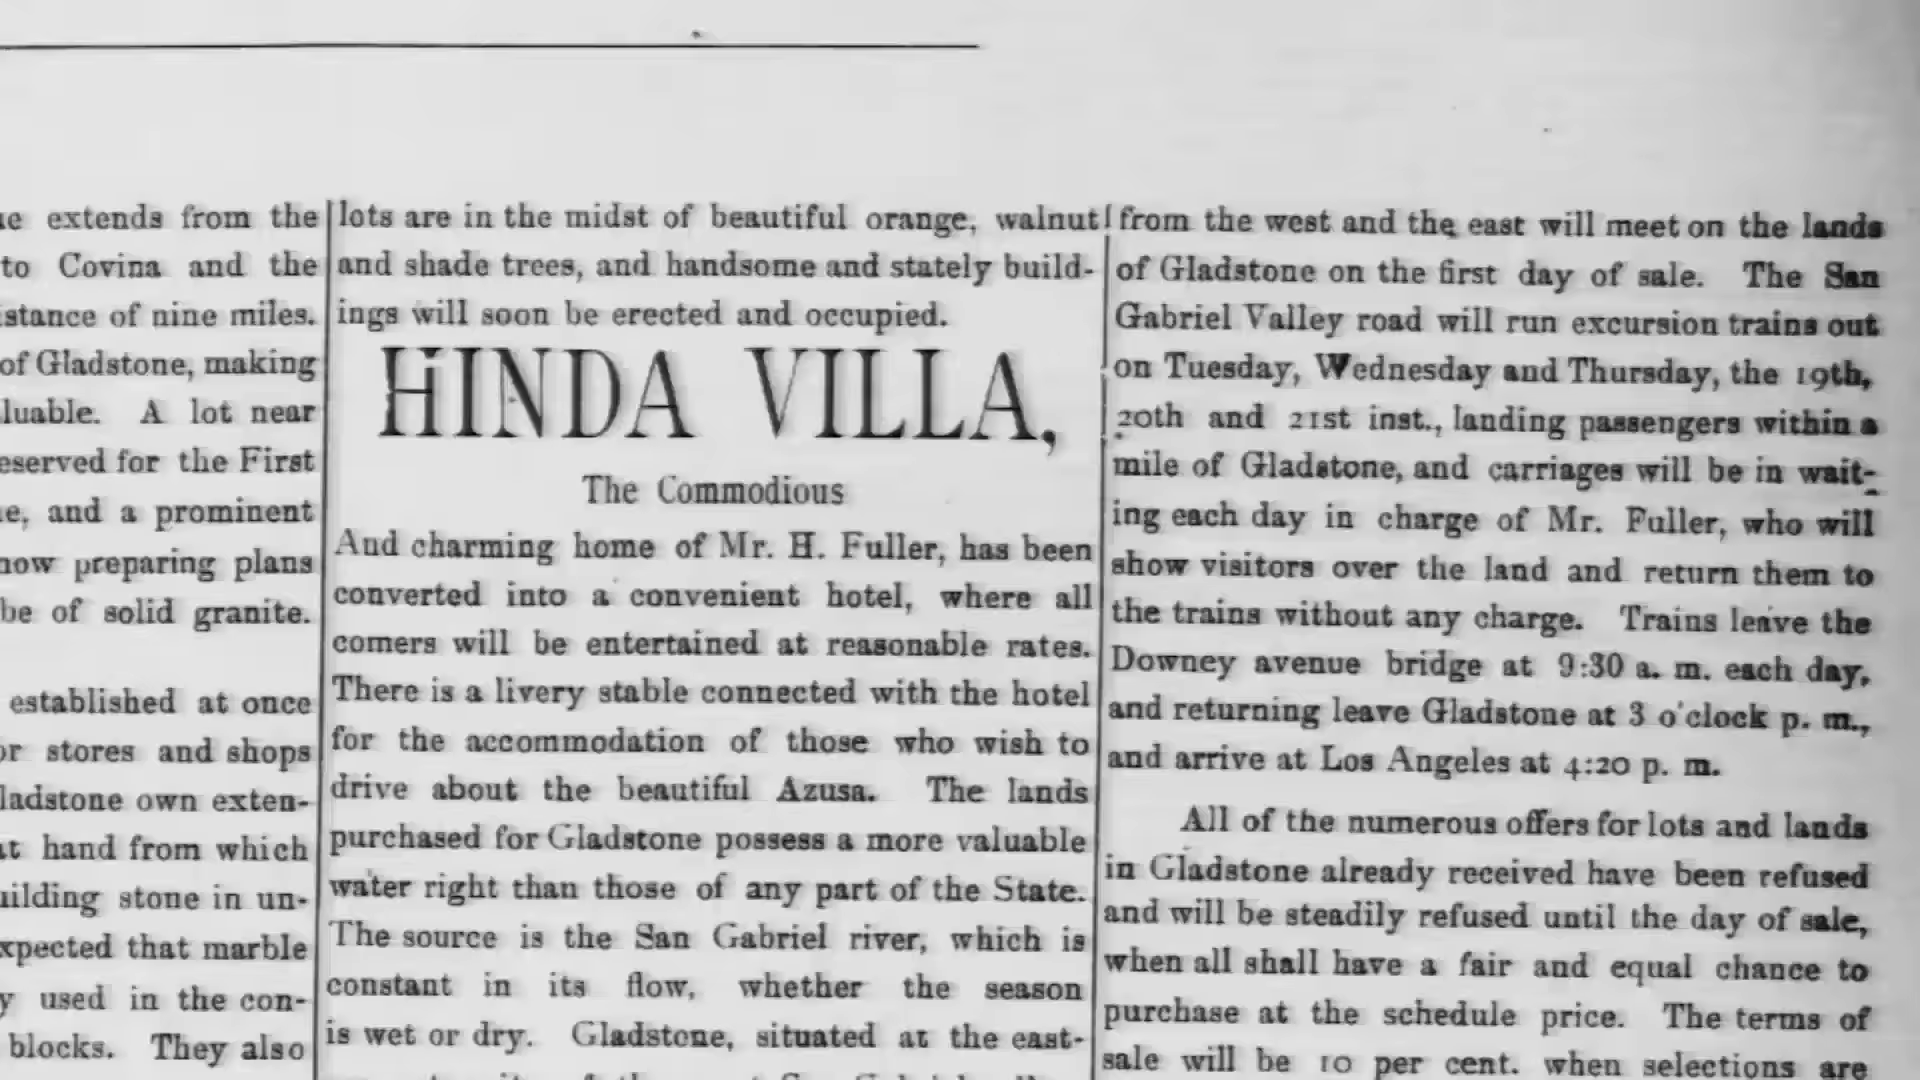 extends from the
to Covina and the
of nine miles.
of Gladstone, making
A lot near
for the First
and a prominent
now preparing plans
be of solid granite.
established at once
stores and shops
own exten-
hand from which
stone in un-
that marble
used in the con-
blocks. They also
lots are in the midst of beautiful orange, walnut
and shade trees, and handsome and stately build-
ings will soon be erected and occupied.
HINDA VILLA,
The Commodious
And charming home of Mr. H. Fuller, has been
converted into a convenient hotel, where all
comers will be entertained at reasonable rates.
There is a livery stable connected with the hotel
for the accommodation of those who wish to
drive about the beautiful Azusa. The lands
purchased for Gladstone possess a more valuable
water right than those of any part of the State.
The source is the San Gabriel river, which is
constant in its flow, whether the season
is wet or dry. Gladstone, situated at the east-
from the west and the east will meet on the lands
of Gladstone on the first day of sale. The San
Gabriel Valley road will run excursion trains out
on Tuesday, Wednesday and Thursday, the 19th,
20th and 21st inst., landing passengers within a
mile of Gladstone, and carriages will be in wait-
ing each day in charge of Mr. Fuller, who will
show visitors over the land and return them to
the trains without any charge. Trains leave the
Downey avenue bridge at 9:30 a. m. each day,
and returning leave Gladstone at 3 o'clock p. m.,
and arrive at Los Angeles at 4:20 p. m.
All of the numerous offers for lots and lands
in Gladstone already received have been refused
and will be steadily refused until the day of sale,
when all shall have a fair and equal chance to
purchase at the schedule price. The terms of
sale will be 10 per cent. when selections are